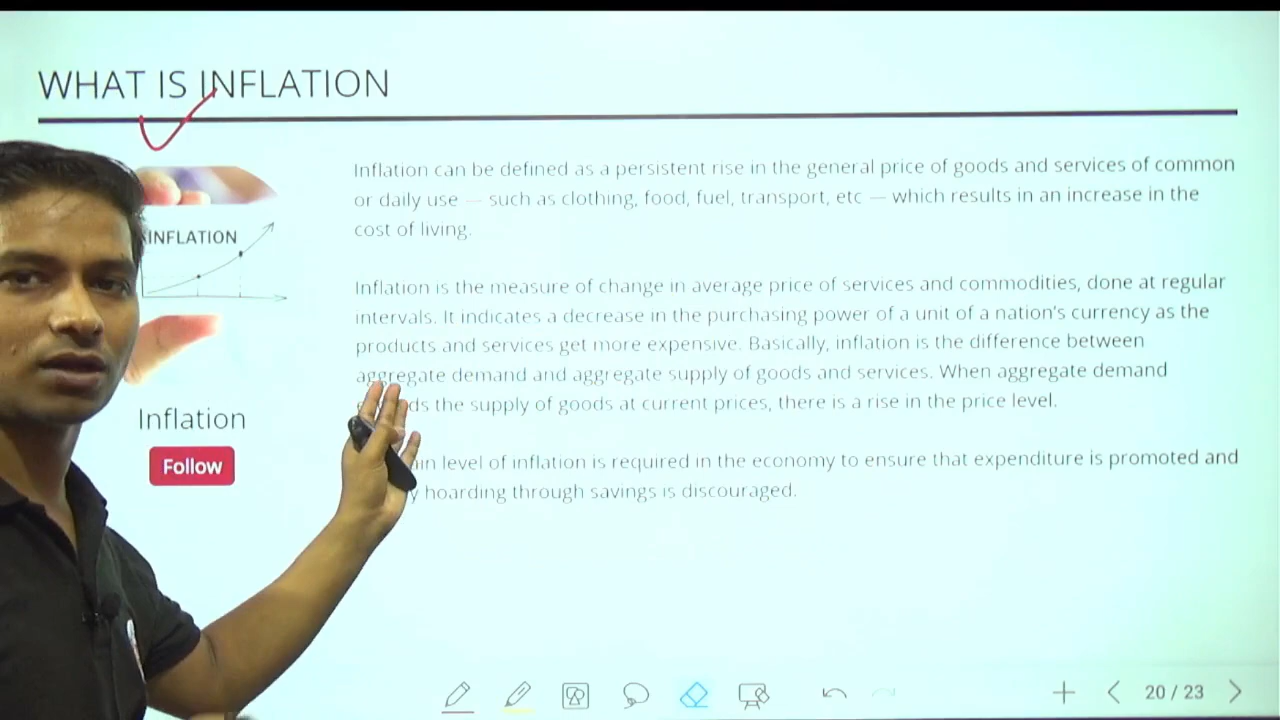 WHAT IS INFLATION
Inflation can be defined as a persistent rise in the general price of goods and services of common
or daily use — such as clothing, food, fuel, transport, etc — which results in an increase in the
cost of living.
INFLATION
Inflation is the measure of change in average price of services and commodities, done at regular
intervals. It indicates a decrease in the purchasing power of a unit of a nation's currency as the
products and services get more expensive. Basically, inflation is the difference between
aggregate demand and aggregate supply of goods and services. When aggregate demand
the supply of goods at current prices, there is a rise in the price level.
Inflation
Follow
level of inflation is required in the economy to ensure that expenditure is promoted and
hoarding through savings is discouraged.
20 / 23